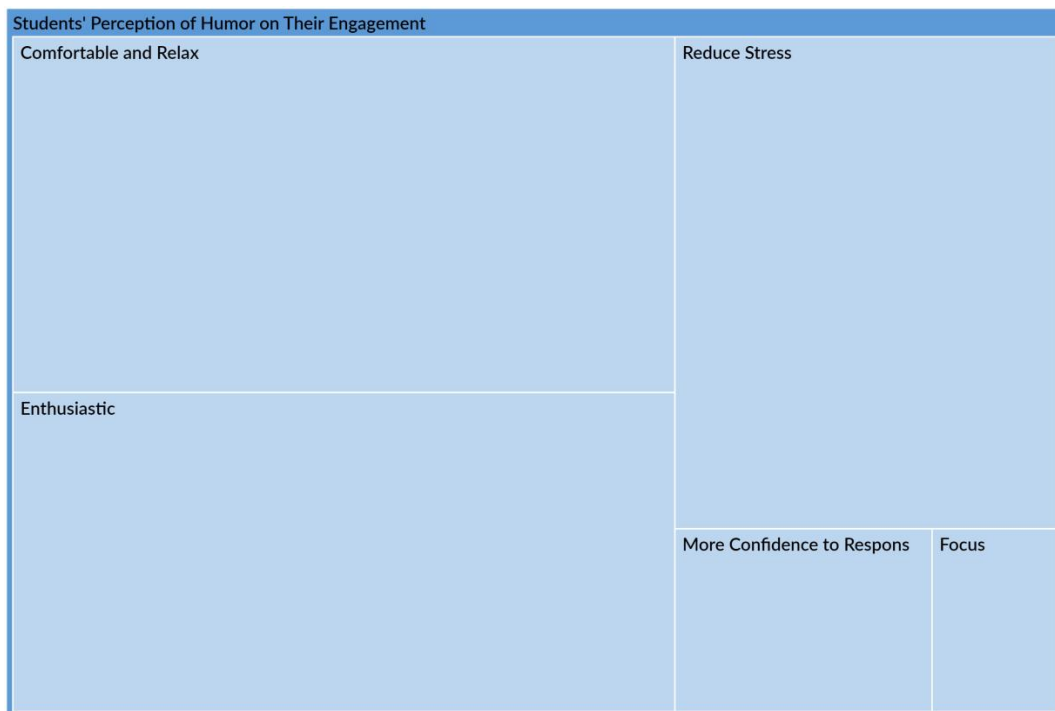 Students' Perception of Humor on Their Engagement
Comfortable and Relax
Reduce Stress
Enthusiastic
More Confidence to Respons
Focus